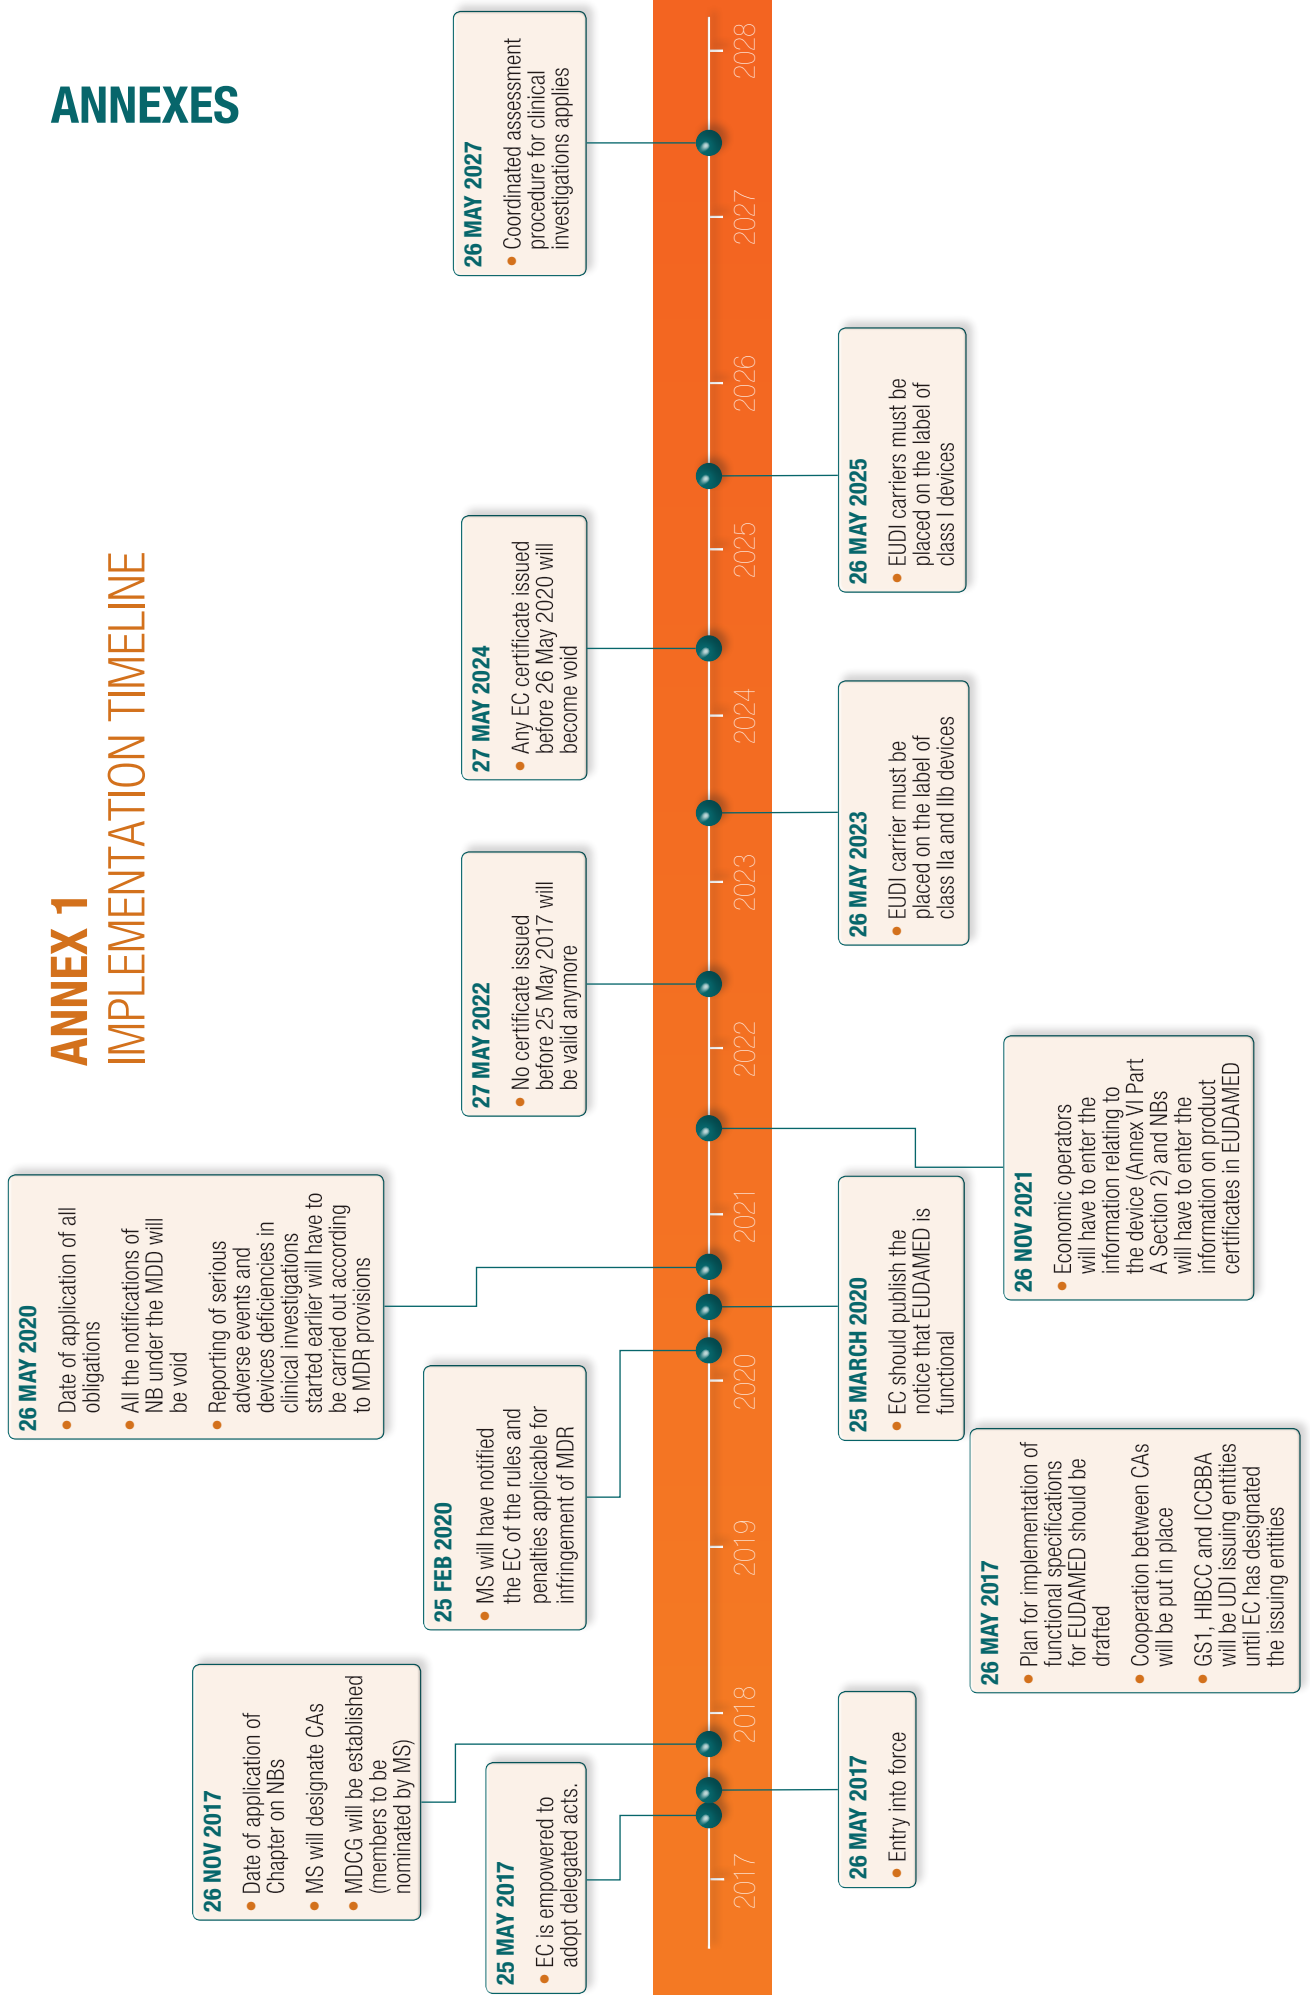 ANNEXES
ANNEX 1
IMPLEMENTATION TIMELINE
25 MAY 2017
• EC is empowered to
adopt delegated acts.
26 NOV 2017
• Date of application of
Chapter on NBs
• MS will designate CAs
• MDCG will be established
(members to be
nominated by MS)
25 FEB 2020
• MS will have notified
the EC of the rules and
penalties applicable for
infringement of MDR
26 MAY 2020
• Date of application of all
obligations
• All the notifications of
NB under the MDD will
be void
• Reporting of serious
adverse events and
devices deficiencies in
clinical investigations
started earlier will have to
be carried out according
to MDR provisions
27 MAY 2022
• No certificate issued
before 25 May 2017 will
be valid anymore
27 MAY 2024
• Any EC certificate issued
before 26 May 2020 will
become void
26 MAY 2027
• Coordinated assessment
procedure for clinical
investigations applies
2017
2018
2019
2020
2021
2022
2023
2024
2025
2026
2027
2028
26 MAY 2017
• Entry into force
26 MAY 2017
• Plan for implementation of
functional specifications
for EUDAMED should be
drafted
• Cooperation between CAs
will be put in place
• GS1, HIBCC and ICCBBA
will be UDI issuing entities
until EC has designated
the issuing entities
25 MARCH 2020
• EC should publish the
notice that EUDAMED is
functional
26 NOV 2021
• Economic operators
will have to enter the
information relating to
the device (Annex VI Part
A Section 2) and NBs
will have to enter the
information on product
certificates in EUDAMED
26 MAY 2023
• EUDI carrier must be
placed on the label of
class IIa and IIb devices
26 MAY 2025
• EUDI carriers must be
placed on the label of
class I devices